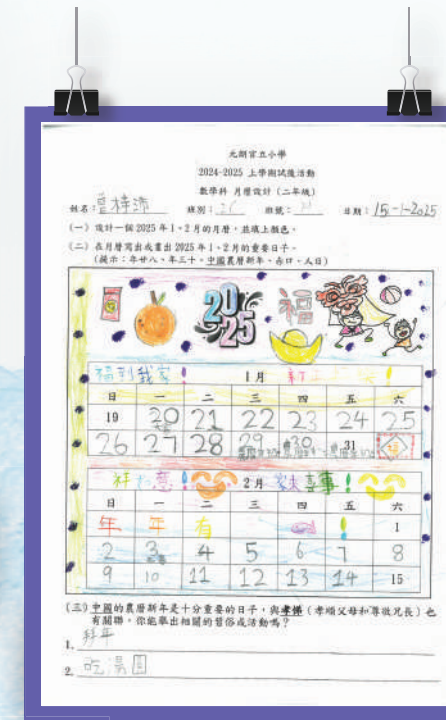 元朗官立小學
2024-2025 上學期試後活動
數學科 月曆設計（二年級）
姓名： 班別： 班號： 日期：15-1-2025
(一) 設計一個 2025 年 1、2 月的月曆，並填上顏色。
(二) 在月曆寫出或畫出 2025 年 1、2 月的重要日子。
(提示：年廿八、年三十、中國農曆新年、赤口、人日)
2025 福
福到我家！ 1月
日 一 二 三 四 五 六
19 20 21 22 23 24 25
26 27 28 29 30 31
意！ 2月 喜事！
日 一 二 三 四 五 六
年 年 有 ！ 1
2 3 4 5 6 7 8
9 10 11 12 13 14 15
(三) 中國的農曆新年是十分重要的日子，與孝悌（孝順父母和尊敬兄長）也
有關聯。你能舉出相關的習俗或活動嗎？
1. 拜年
2. 吃湯圓